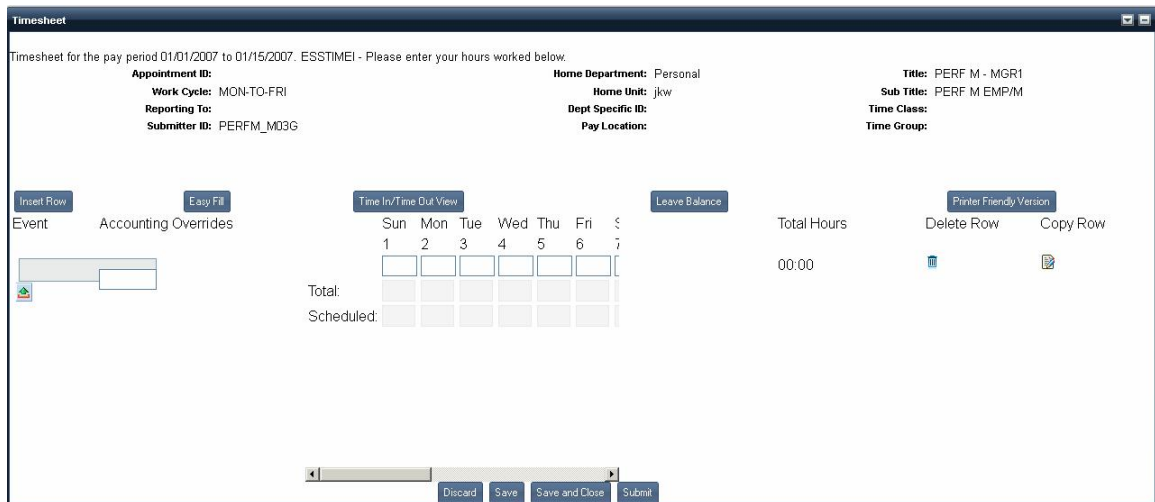 Timesheet
Timesheet for the pay period 01/01/2007 to 01/15/2007. ESSTIMEI - Please enter your hours worked below.
Appointment ID: Home Department: Personal Title: PERF M - MGR1
Work Cycle: MON-TO-FRI Home Unit: jkw Sub Title: PERF M EMP/M
Reporting To: Dept Specific ID: Time Class:
Submitter ID: PERFM_M03G Pay Location: Time Group:
Insert Row Easy Fill Time In/Time Out View Leave Balance Printer Friendly Version
Event Accounting Overrides Sun Mon Tue Wed Thu Fri S Total Hours Delete Row Copy Row
1 2 3 4 5 6 7
00:00
Total:
Scheduled:
Discard Save Save and Close Submit